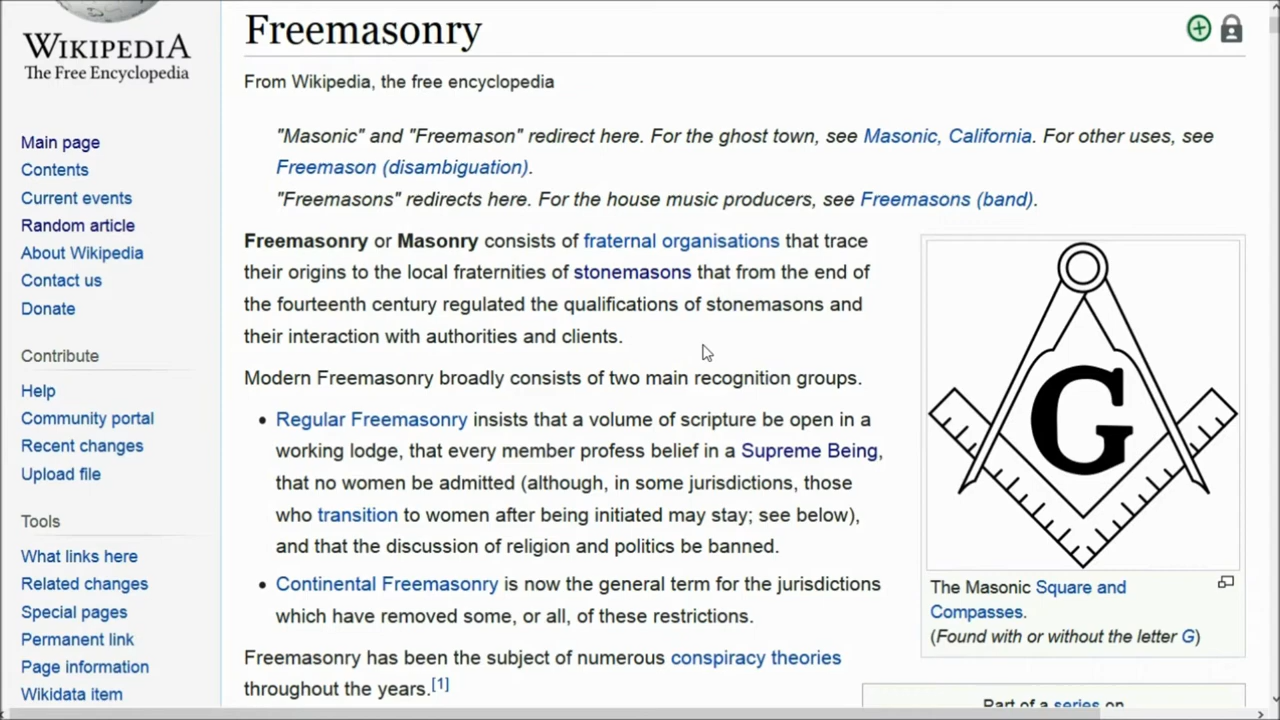 WIKIPEDIA
The Free Encyclopedia
Main page
Contents
Current events
Random article
About Wikipedia
Contact us
Donate
Contribute
Help
Community portal
Recent changes
Upload file
Tools
What links here
Related changes
Special pages
Permanent link
Page information
Wikidata item
Freemasonry
From Wikipedia, the free encyclopedia
"Masonic" and "Freemason" redirect here. For the ghost town, see Masonic, California. For other uses, see
Freemason (disambiguation).
"Freemasons" redirects here. For the house music producers, see Freemasons (band).
Freemasonry or Masonry consists of fraternal organisations that trace
their origins to the local fraternities of stonemasons that from the end of
the fourteenth century regulated the qualifications of stonemasons and
their interaction with authorities and clients.
Modern Freemasonry broadly consists of two main recognition groups.
• Regular Freemasonry insists that a volume of scripture be open in a
working lodge, that every member profess belief in a Supreme Being,
that no women be admitted (although, in some jurisdictions, those
who transition to women after being initiated may stay; see below),
and that the discussion of religion and politics be banned.
• Continental Freemasonry is now the general term for the jurisdictions
which have removed some, or all, of these restrictions.
Freemasonry has been the subject of numerous conspiracy theories
throughout the years.[1]
G
The Masonic Square and
Compasses.
(Found with or without the letter G)
Part of a series on